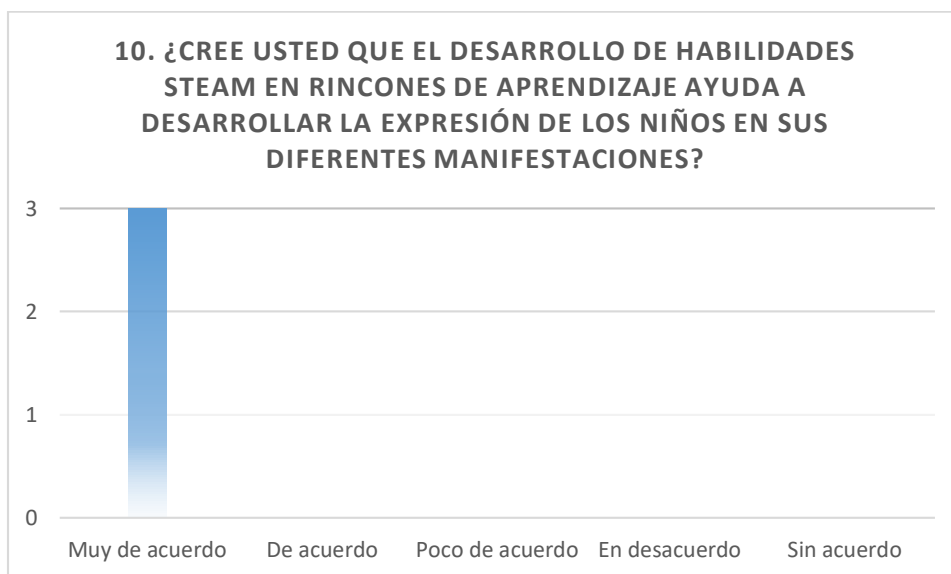 10. ¿CREE USTED QUE EL DESARROLLO DE HABILIDADES
STEAM EN RINCONES DE APRENDIZAJE AYUDA A
DESARROLLAR LA EXPRESIÓN DE LOS NIÑOS EN SUS
DIFERENTES MANIFESTACIONES?
3
2
1
0
Muy de acuerdo De acuerdo Poco de acuerdo En desacuerdo Sin acuerdo